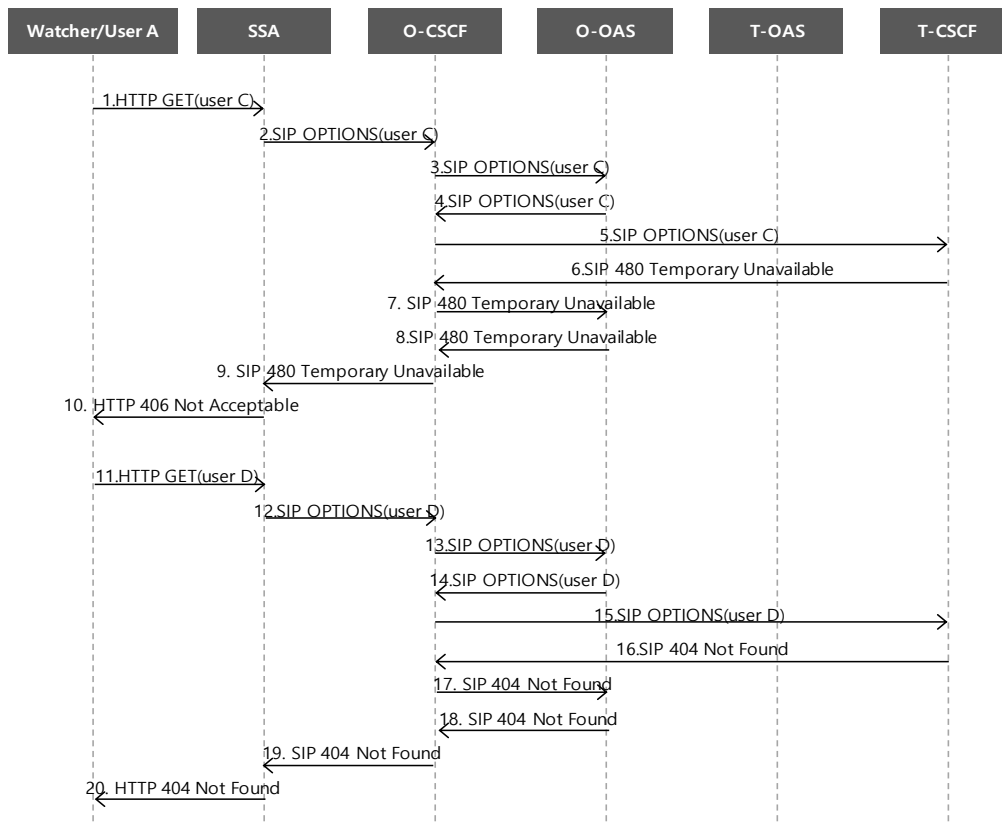 Watcher/User A
SSA
O-CSCF
O-OAS
T-OAS
T-CSCF
1.HTTP GET(user C)
2.SIP OPTIONS(user C)
3.SIP OPTIONS(user C)
4.SIP OPTIONS(user C)
5.SIP OPTIONS(user C)
6.SIP 480 Temporary Unavailable
7. SIP 480 Temporary Unavailable
8.SIP 480 Temporary Unavailable
9. SIP 480 Temporary Unavailable
10. HTTP 406 Not Acceptable
11.HTTP GET(user D)
12.SIP OPTIONS(user D)
13.SIP OPTIONS(user D)
14.SIP OPTIONS(user D)
15.SIP OPTIONS(user D)
16.SIP 404 Not Found
17. SIP 404 Not Found
18. SIP 404 Not Found
19. SIP 404 Not Found
20. HTTP 404 Not Found